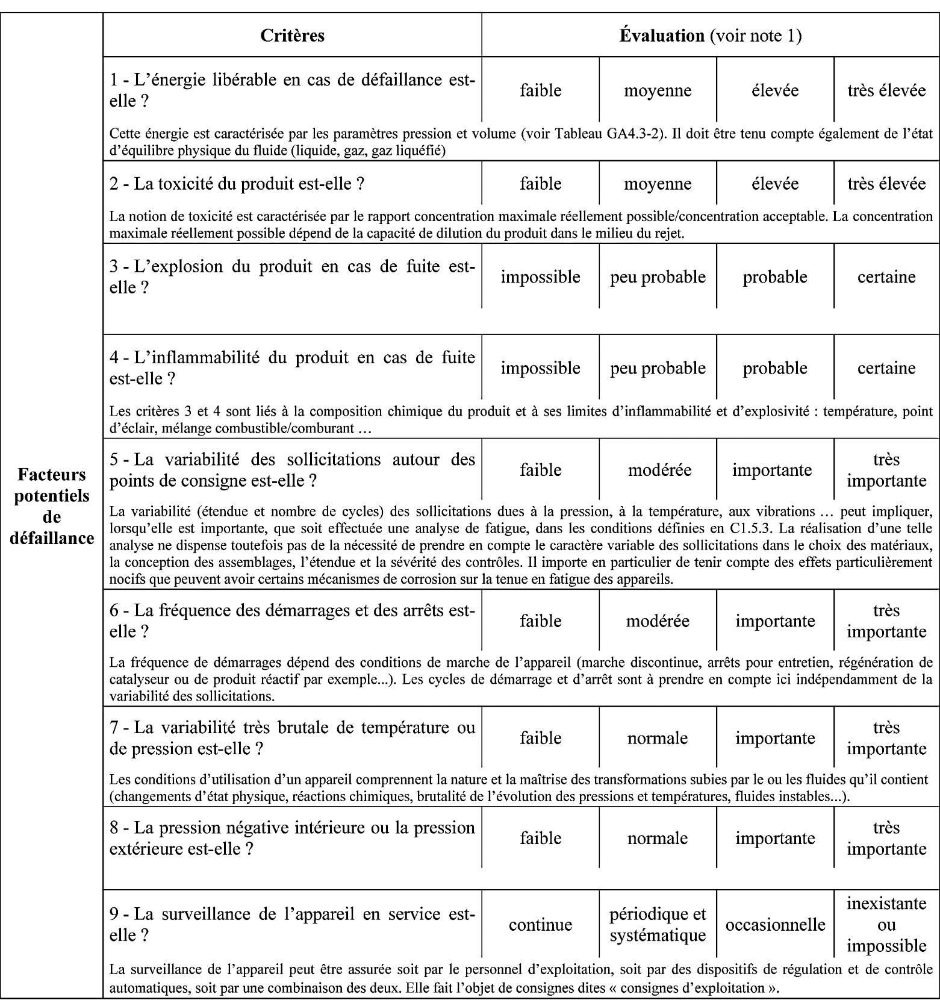 Critères
Évaluation (voir note 1)
Facteurs
potentiels
de
défaillance
1 - L’énergie libérable en cas de défaillance est-
elle ?
faible
moyenne
élevée
très élevée
Cette énergie est caractérisée par les paramètres pression et volume (voir Tableau GA4.3-2). Il doit être tenu compte également de l’état
d’équilibre physique du fluide (liquide, gaz, gaz liquéfié)
2 - La toxicité du produit est-elle ?
faible
moyenne
élevée
très élevée
La notion de toxicité est caractérisée par le rapport concentration maximale réellement possible/concentration acceptable. La concentration
maximale réellement possible dépend de la capacité de dilution du produit dans le milieu du rejet.
3 - L’explosion du produit en cas de fuite est-
elle ?
impossible
peu probable
probable
certaine
4 - L’inflammabilité du produit en cas de fuite
est-elle ?
impossible
peu probable
probable
certaine
Les critères 3 et 4 sont liés à la composition chimique du produit et à ses limites d’inflammabilité et d’explosivité : température, point
d’éclair, mélange combustible/comburant …
5 - La variabilité des sollicitations autour des
points de consigne est-elle ?
faible
modérée
importante
très
importante
La variabilité (étendue et nombre de cycles) des sollicitations dues à la pression, à la température, aux vibrations … peut impliquer,
lorsqu’elle est importante, que soit effectuée une analyse de fatigue, dans les conditions définies en C1.5.3. La réalisation d’une telle
analyse ne dispense toutefois pas de la nécessité de prendre en compte le caractère variable des sollicitations dans le choix des matériaux,
la conception des assemblages, l’étendue et la sévérité des contrôles. Il importe en particulier de tenir compte des effets particulièrement
nocifs que peuvent avoir certains mécanismes de corrosion sur la tenue en fatigue des appareils.
6 - La fréquence des démarrages et des arrêts est-
elle ?
faible
modérée
importante
très
importante
La fréquence de démarrages dépend des conditions de marche de l’appareil (marche discontinue, arrêts pour entretien, régénération de
catalyseur ou de produit réactif par exemple...). Les cycles de démarrage et d’arrêt sont à prendre en compte ici indépendamment de la
variabilité des sollicitations.
7 - La variabilité très brutale de température ou
de pression est-elle ?
faible
normale
importante
très
importante
Les conditions d’utilisation d’un appareil comprennent la nature et la maîtrise des transformations subies par le ou les fluides qu’il contient
(changements d’état physique, réactions chimiques, brutalité de l’évolution des pressions et températures, fluides instables...).
8 - La pression négative intérieure ou la pression
extérieure est-elle ?
faible
normale
importante
très
importante
9 - La surveillance de l’appareil en service est-
elle ?
continue
périodique et
systématique
occasionnelle
inexistante
ou
impossible
La surveillance de l’appareil peut être assurée soit par le personnel d’exploitation, soit par des dispositifs de régulation et de contrôle
automatiques, soit par une combinaison des deux. Elle fait l’objet de consignes dites « consignes d’exploitation ».